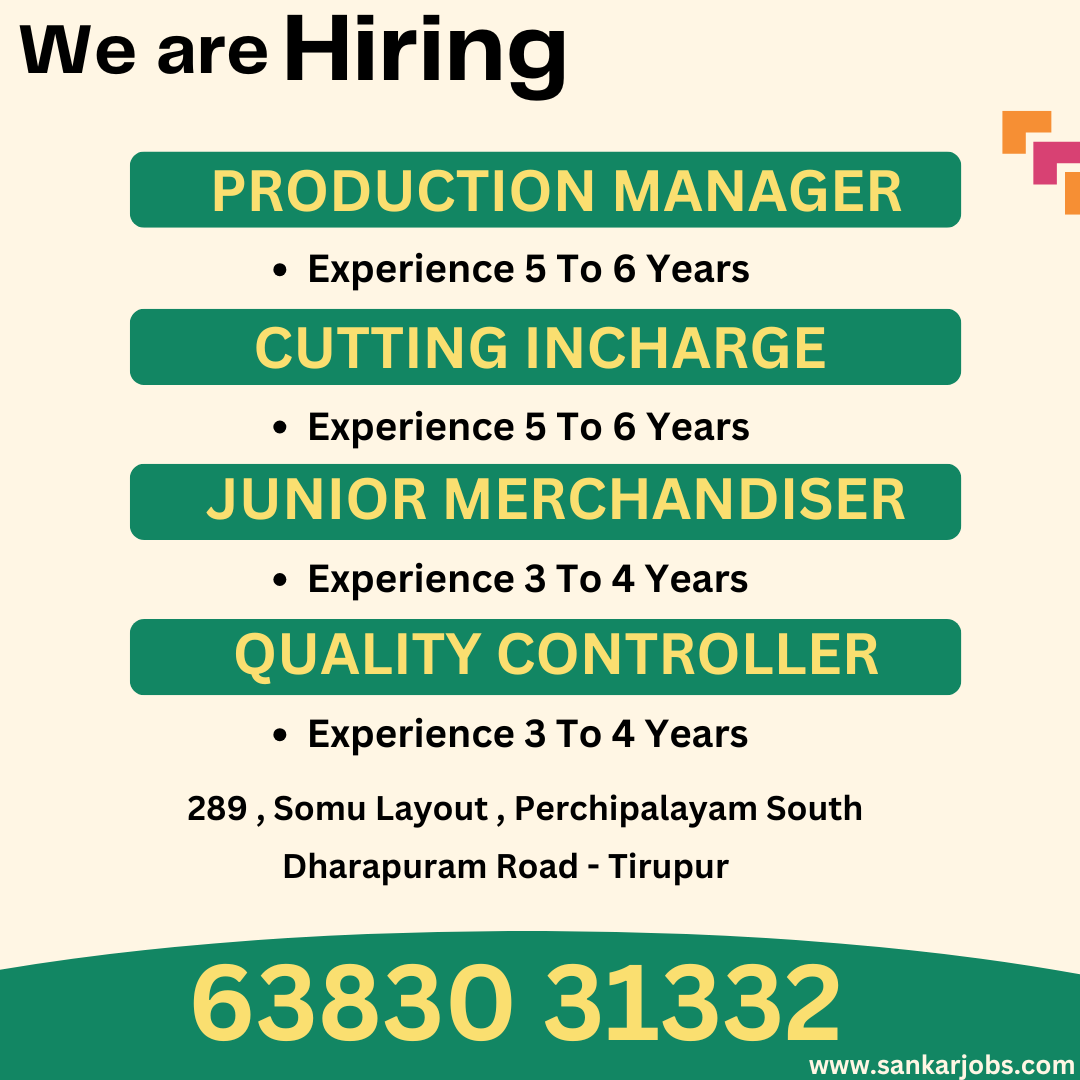 We are Hiring
PRODUCTION MANAGER
• Experience 5 To 6 Years
CUTTING INCHARGE
• Experience 5 To 6 Years
JUNIOR MERCHANDISER
• Experience 3 To 4 Years
QUALITY CONTROLLER
• Experience 3 To 4 Years
289 , Somu Layout , Perchipalayam South
Dharapuram Road - Tirupur
63830 31332
www.sankarjobs.com